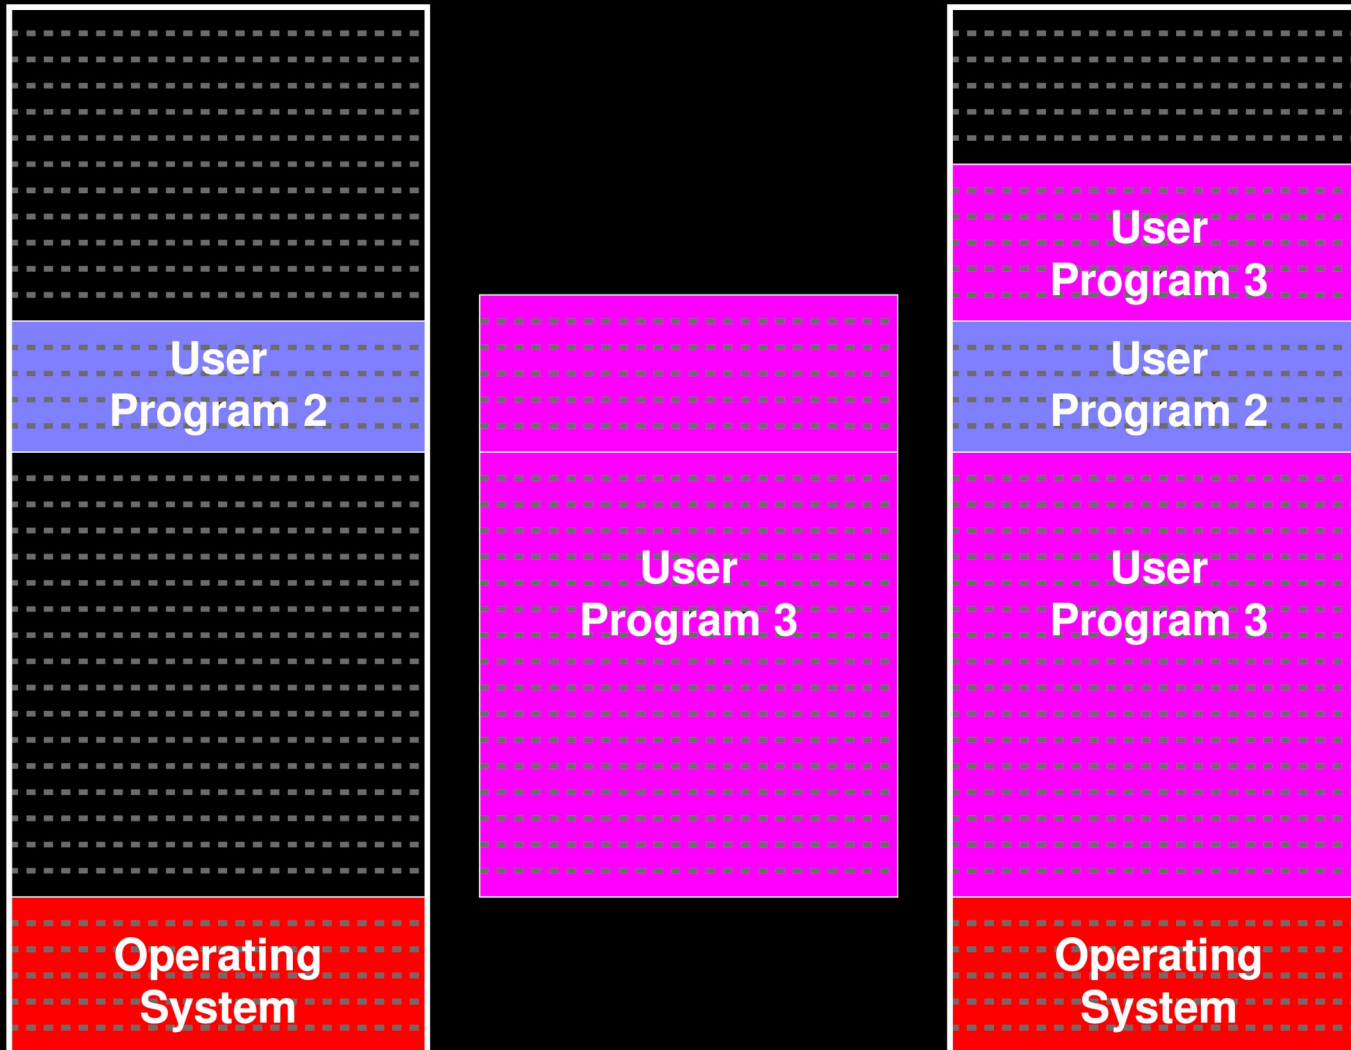 User
Program 2
Operating
System
User
Program 3
User
Program 3
User
Program 2
User
Program 3
Operating
System